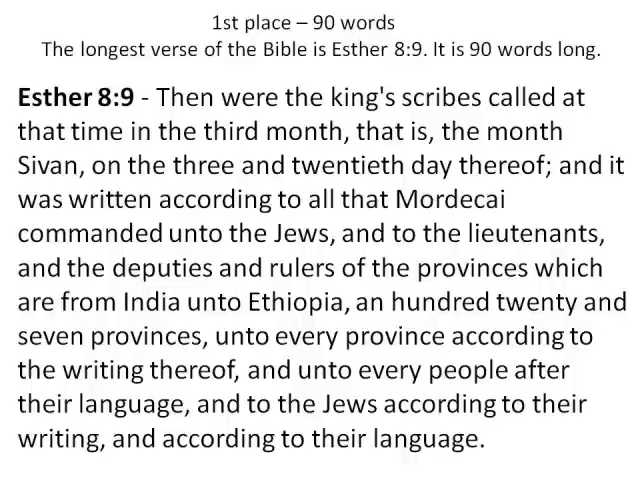 1st place – 90 words
The longest verse of the Bible is Esther 8:9. It is 90 words long.
Esther 8:9 - Then were the king's scribes called at
that time in the third month, that is, the month
Sivan, on the three and twentieth day thereof; and it
was written according to all that Mordecai
commanded unto the Jews, and to the lieutenants,
and the deputies and rulers of the provinces which
are from India unto Ethiopia, an hundred twenty and
seven provinces, unto every province according to
the writing thereof, and unto every people after
their language, and to the Jews according to their
writing, and according to their language.